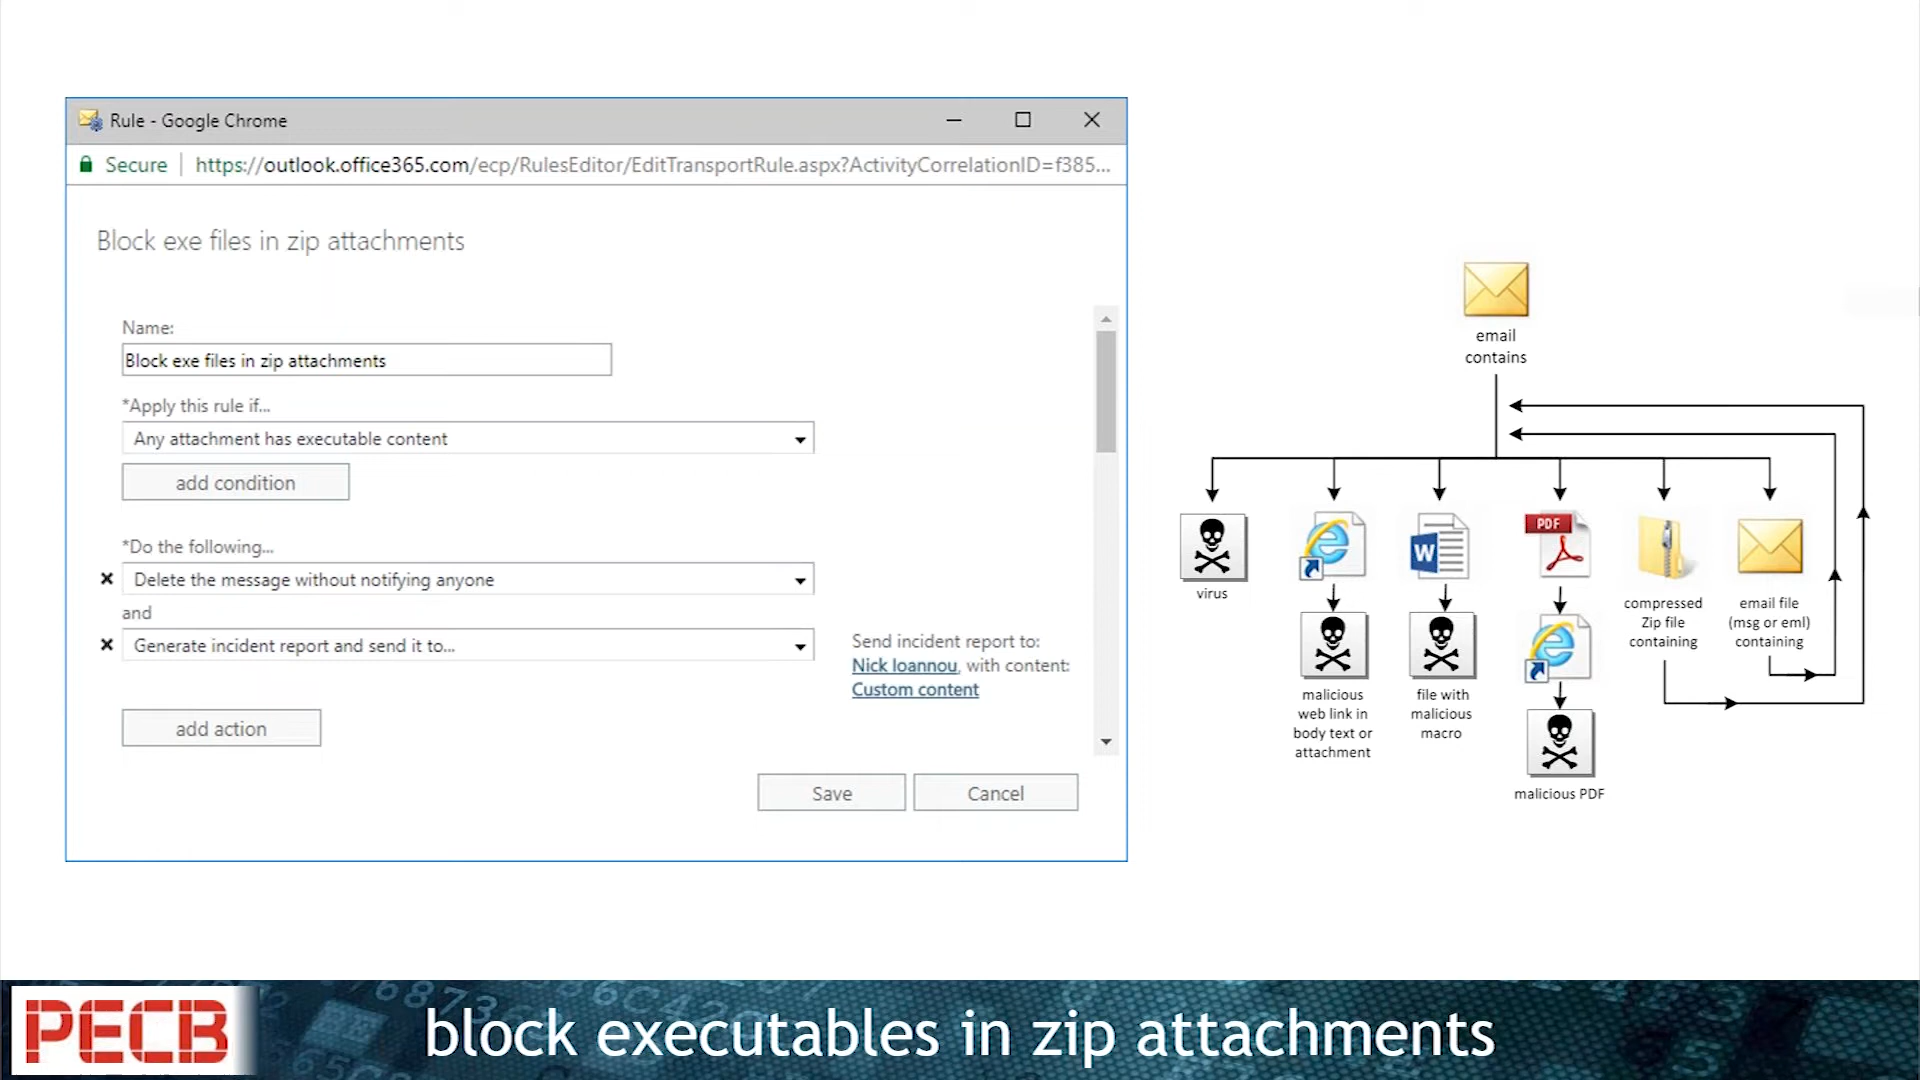 Rule - Google Chrome
Secure
https://outlook.office365.com/ecp/RulesEditor/EditTransportRule.aspx?ActivityCorrelationID=f385...
Block exe files in zip attachments
Name:
Block exe files in zip attachments
*Apply this rule if...
Any attachment has executable content
add condition
*Do the following...
Delete the message without notifying anyone
and
Generate incident report and send it to...
Send incident report to:
Nick Ioannou, with content:
Custom content
add action
Save
Cancel
email
contains
PDF
virus
malicious
web link in
body text or
attachment
file with
malicious
macro
malicious PDF
compressed
Zip file
containing
email file
(msg or eml)
containing
PECB
block executables in zip attachments